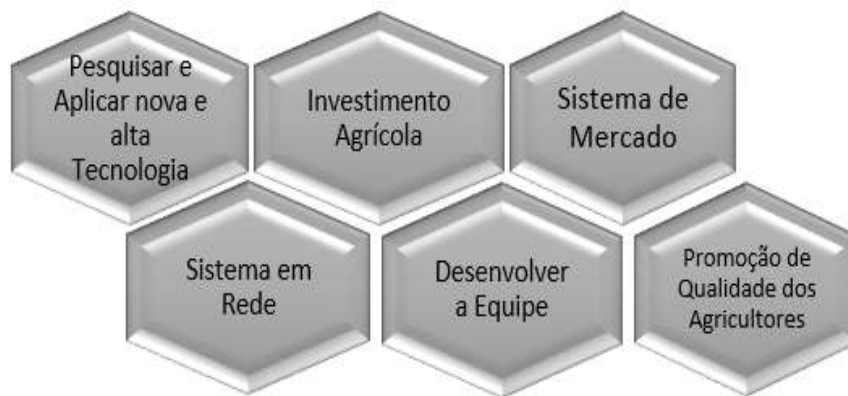 Pesquisar e
Aplicar nova e
alta
Tecnologia
Investimento
Agrícola
Sistema de
Mercado
Sistema em
Rede
Desenvolver
a Equipe
Promoção de
Qualidade dos
Agricultores